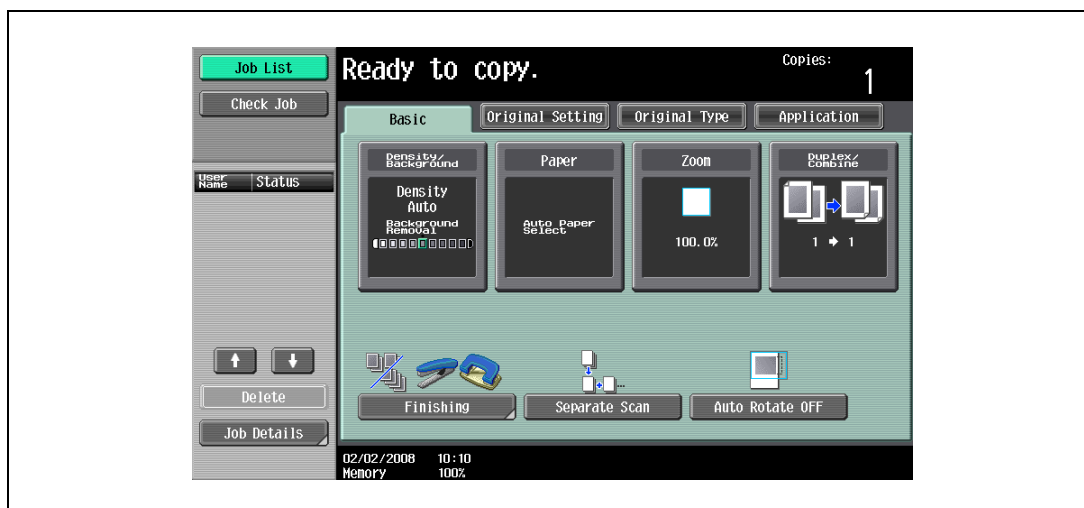 Job List
Check Job
User Name
Status
Delete
Job Details
Ready to copy.
Copies:
1
Basic
Original Setting
Original Type
Application
Density/
Background
Density
Auto
Background
Removal
Paper
Auto Paper
Select
Zoom
100.0%
Duplex/
Combine
1 → 1
Finishing
Separate Scan
Auto Rotate OFF
02/02/2008 10:10
Memory 100%